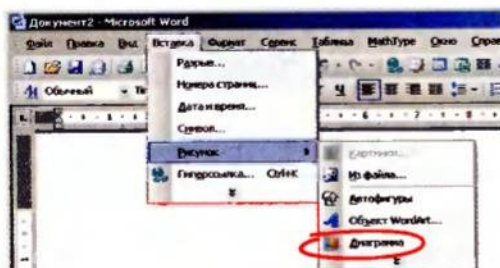 Документ2 - Microsoft Word
Файл Правка Вид Вставка Формат Сервис Таблица MathType Окно Справ
Обычный
Разрыв...
Номера страниц...
Дата и время...
Символ...
Рисунок
Гиперссылка... Ctrl+K
Картинки...
Из файла...
Автофигуры
Объект WordArt...
Диаграмма